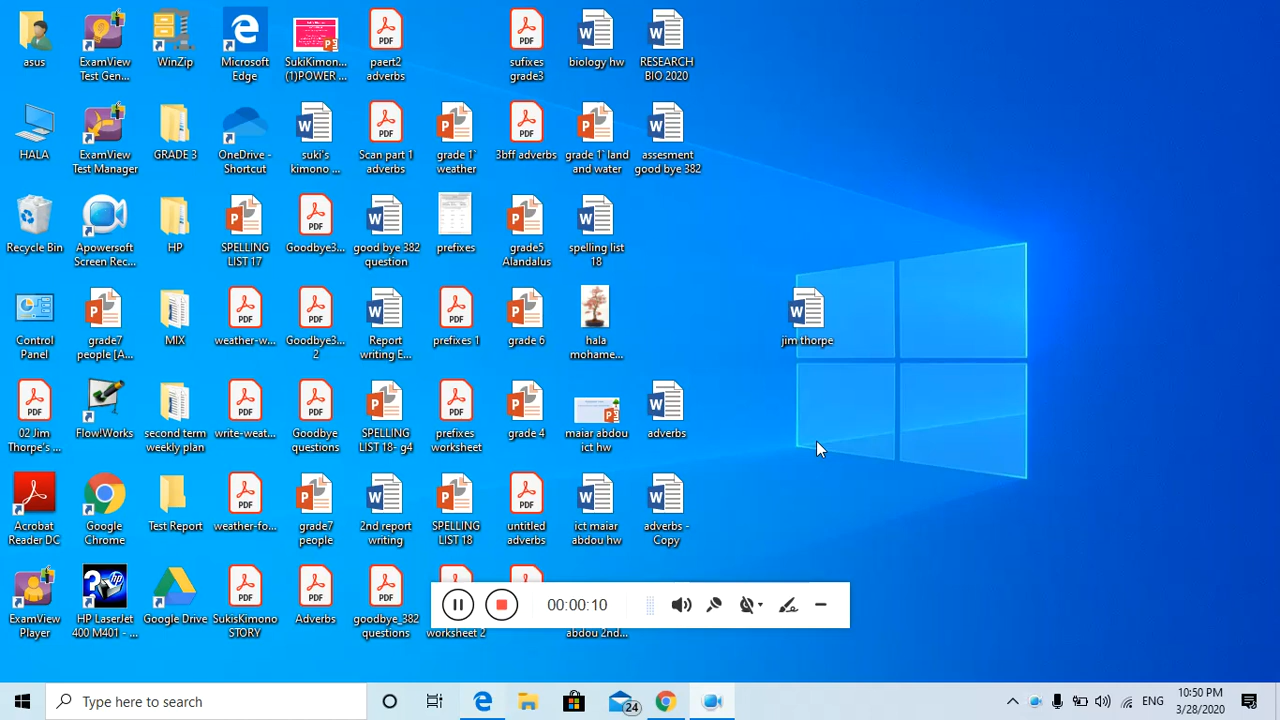 asus
ExamView
Test Gen...
WinZip
Microsoft
Edge
SukiKimon...
(1)POWER ...
paert2
adverbs
sufixes
grade3
biology hw
RESEARCH
BIO 2020
HALA
ExamView
Test Manager
GRADE 3
OneDrive -
Shortcut
suki's
kimono ...
Scan part 1
adverbs
grade 1`
weather
3bff adverbs
grade 1` land
and water
assesment
good bye 382
Recycle Bin
Apowersoft
Screen Rec...
HP
SPELLING
LIST 17
Goodbye3...
good bye 382
question
prefixes
grade5
Alandalus
spelling list
18
Control
Panel
grade7
people [A...
MIX
weather-w...
Goodbye3...
2
Report
writing E...
prefixes 1
grade 6
hala
mohame...
jim thorpe
02 Jim
Thorpe's ...
Flow!Works
second term
weekly plan
write-weat...
Goodbye
questions
SPELLING
LIST 18- g4
prefixes
worksheet
grade 4
maiar abdou
ict hw
adverbs
Acrobat
Reader DC
Google
Chrome
Test Report
weather-fo...
grade7
people
2nd report
writing
SPELLING
LIST 18
untitled
adverbs
ict maiar
abdou hw
adverbs -
Copy
ExamView
Player
HP LaserJet
400 M401 - ...
Google Drive
SukisKimono
STORY
Adverbs
goodbye_382
questions
worksheet 2
abdou 2nd...
00:00:10
Type here to search
24
ENG
10:50 PM
3/28/2020